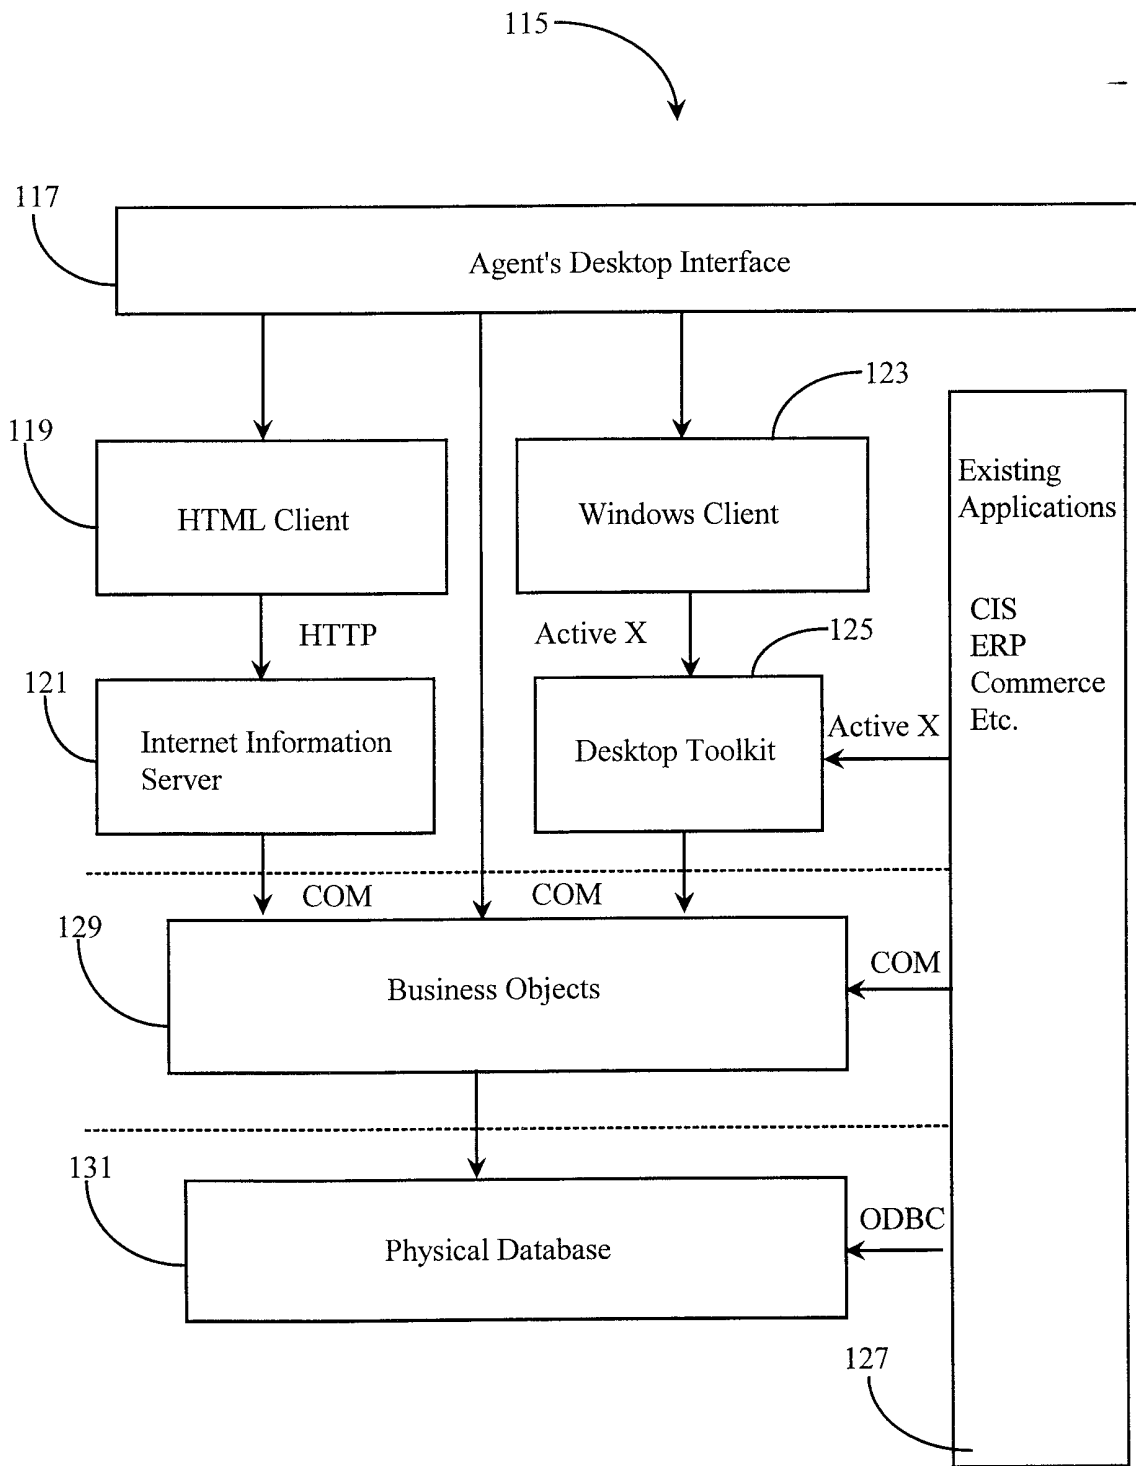 115
117
Agent's Desktop Interface
123
119
HTML Client
Windows Client
Existing
Applications
CIS
ERP
Commerce
Etc.
HTTP
Active X
125
121
Internet Information
Server
Desktop Toolkit
Active X
COM
COM
129
Business Objects
COM
131
Physical Database
ODBC
127